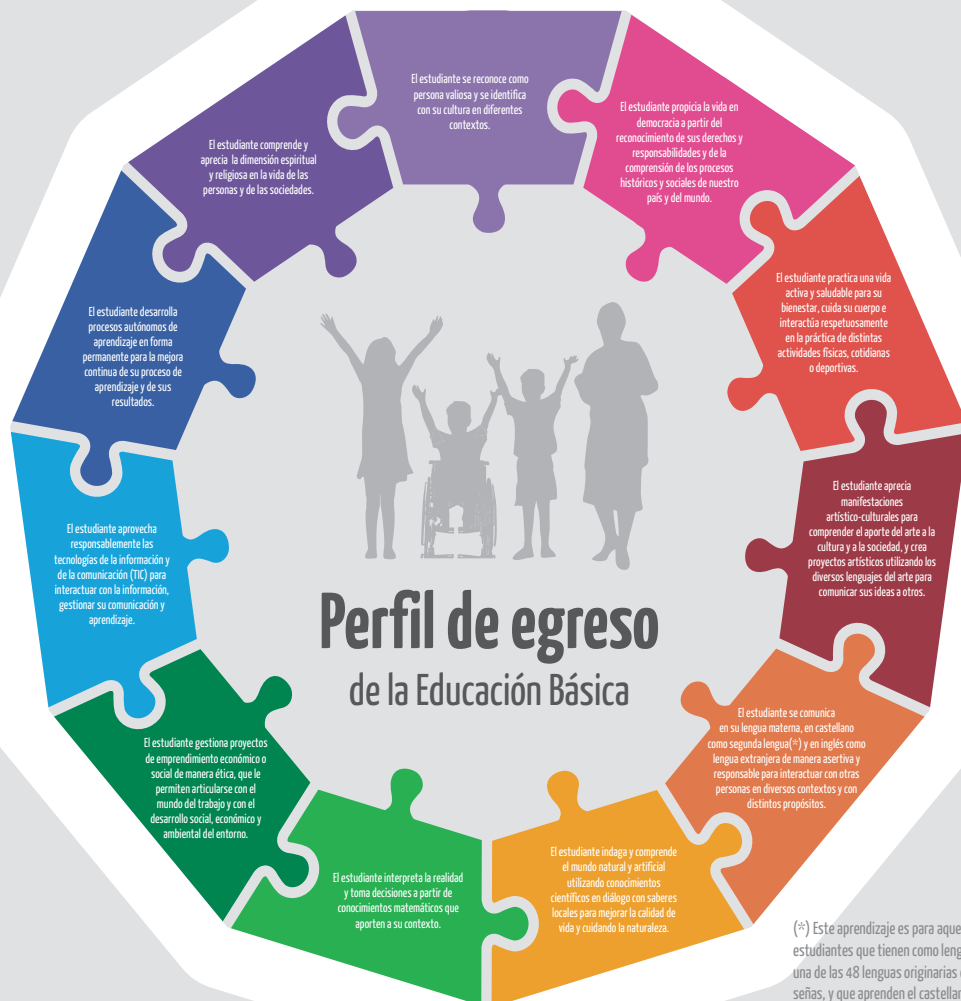 El estudiante se reconoce como
persona valiosa y se identifica
con su cultura en diferentes
contextos.
El estudiante propicia la vida en
democracia a partir del
reconocimiento de sus derechos y
responsabilidades y de la
comprensión de los procesos
históricos y sociales de nuestro
país y del mundo.
El estudiante practica una vida
activa y saludable para su
bienestar, cuida su cuerpo e
interactúa respetuosamente
en la práctica de distintas
actividades físicas, cotidianas
o deportivas.
El estudiante aprecia
manifestaciones
artístico-culturales para
comprender el aporte del arte a la
cultura y a la sociedad, y crea
proyectos artísticos utilizando los
diversos lenguajes del arte para
comunicar sus ideas a otros.
El estudiante se comunica
en su lengua materna, en castellano
como segunda lengua(*) y en inglés como
lengua extranjera de manera asertiva y
responsable para interactuar con otras
personas en diversos contextos y con
distintos propósitos.
El estudiante indaga y comprende
el mundo natural y artificial
utilizando conocimientos
científicos en diálogo con saberes
locales para mejorar la calidad de
vida y cuidando la naturaleza.
El estudiante interpreta la realidad
y toma decisiones a partir de
conocimientos matemáticos que
aporten a su contexto.
El estudiante gestiona proyectos
de emprendimiento económico o
social de manera ética, que le
permiten articularse con el
mundo del trabajo y con el
desarrollo social, económico y
ambiental del entorno.
El estudiante aprovecha
responsablemente las
tecnologías de la información y
de la comunicación (TIC) para
interactuar con la información,
gestionar su comunicación y
aprendizaje.
El estudiante desarrolla
procesos autónomos de
aprendizaje en forma
permanente para la mejora
continua de su proceso de
aprendizaje y de sus
resultados.
El estudiante comprende y
aprecia la dimensión espiritual
y religiosa en la vida de las
personas y de las sociedades.
Perfil de egreso
de la Educación Básica
(*) Este aprendizaje es para
estudiantes que tienen como
una de las 48 lenguas originarias
señas, y que aprenden el